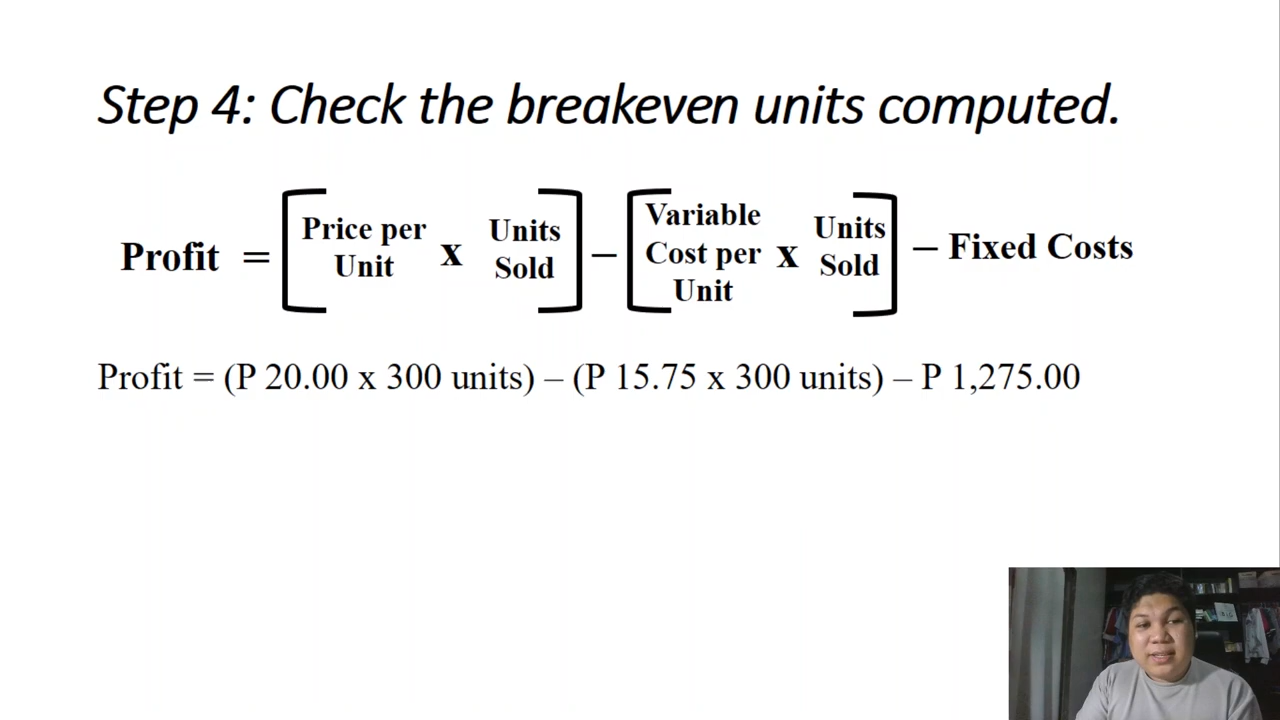 Step 4: Check the breakeven units computed.
Profit = [Price per Unit x Units Sold] – [Variable Cost per Unit x Units Sold] – Fixed Costs
Profit = (P 20.00 x 300 units) – (P 15.75 x 300 units) – P 1,275.00